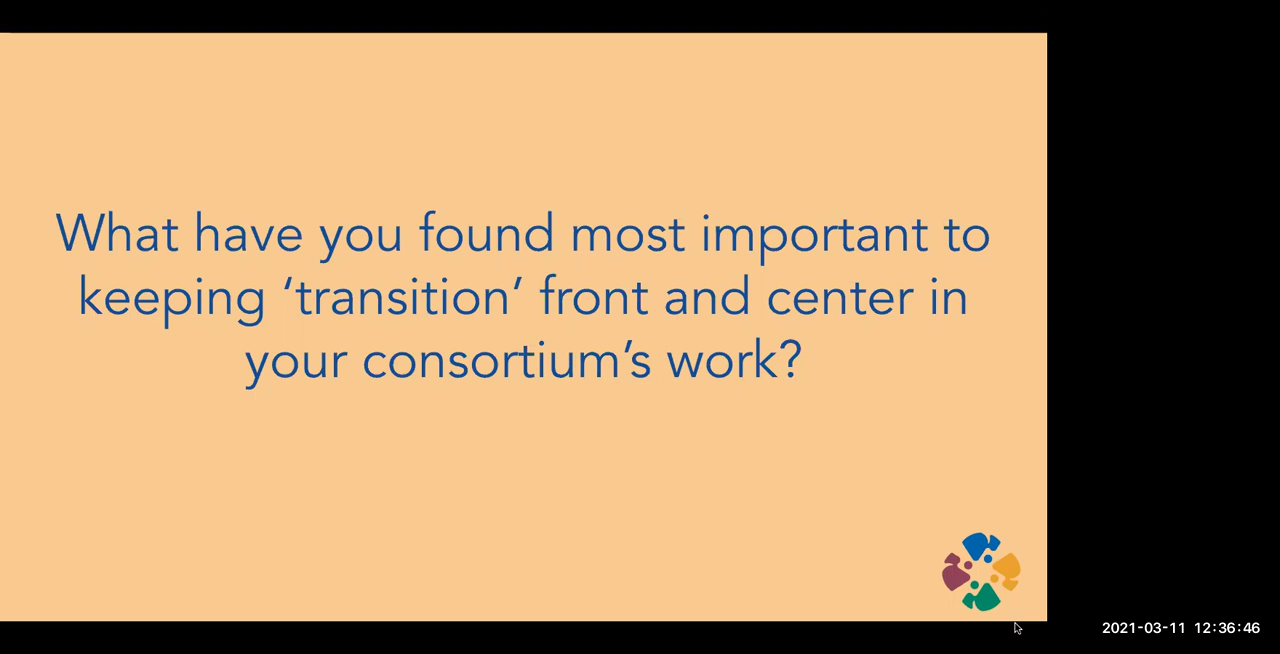 What have you found most important to
keeping ‘transition’ front and center in
your consortium’s work?
2021-03-11 12:36:46